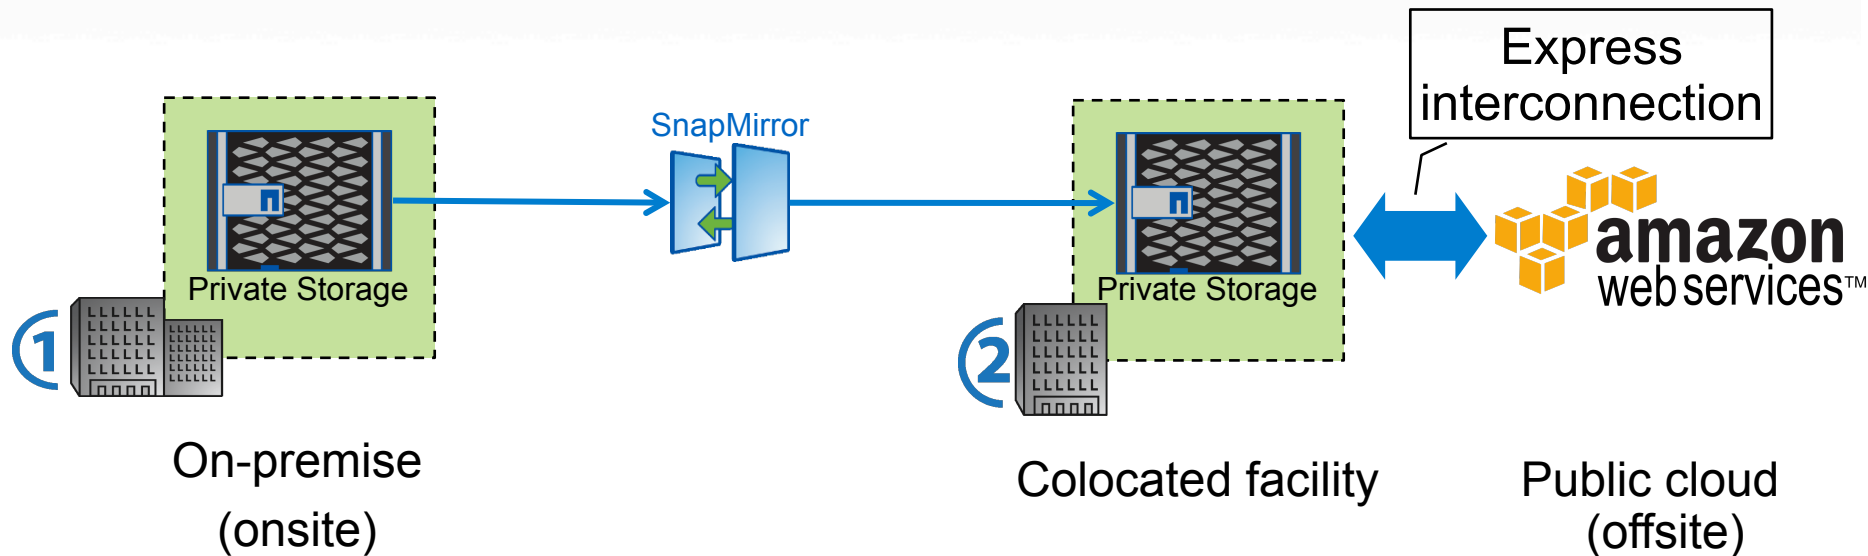 Express
interconnection
SnapMirror
Private Storage
Private Storage
amazon
web services™
1
2
On-premise
(onsite)
Colocated facility
Public cloud
(offsite)